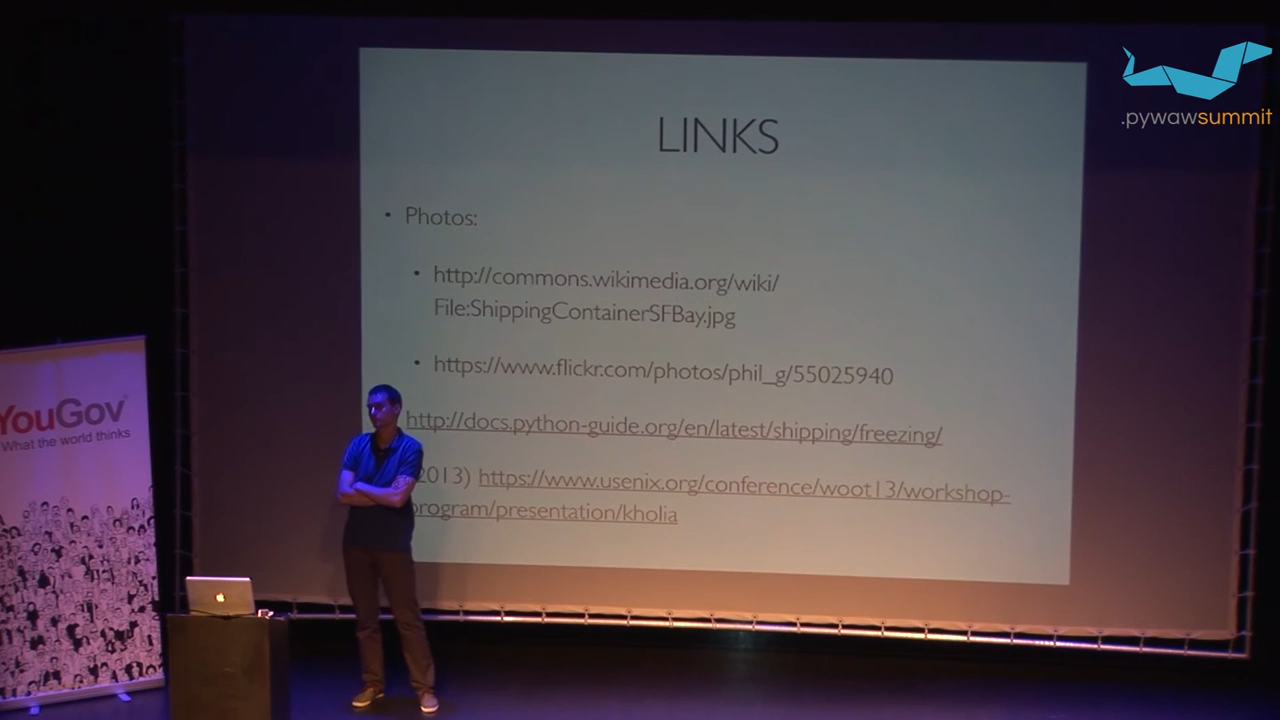 .pywawsummit
LINKS
• Photos:
• http://commons.wikimedia.org/wiki/
File:ShippingContainerSFBay.jpg
• https://www.flickr.com/photos/phil_g/55025940
http://docs.python-guide.org/en/latest/shipping/freezing/
2013) https://www.usenix.org/conference/woot13/workshop-
program/presentation/kholia
YouGov
What the world thinks